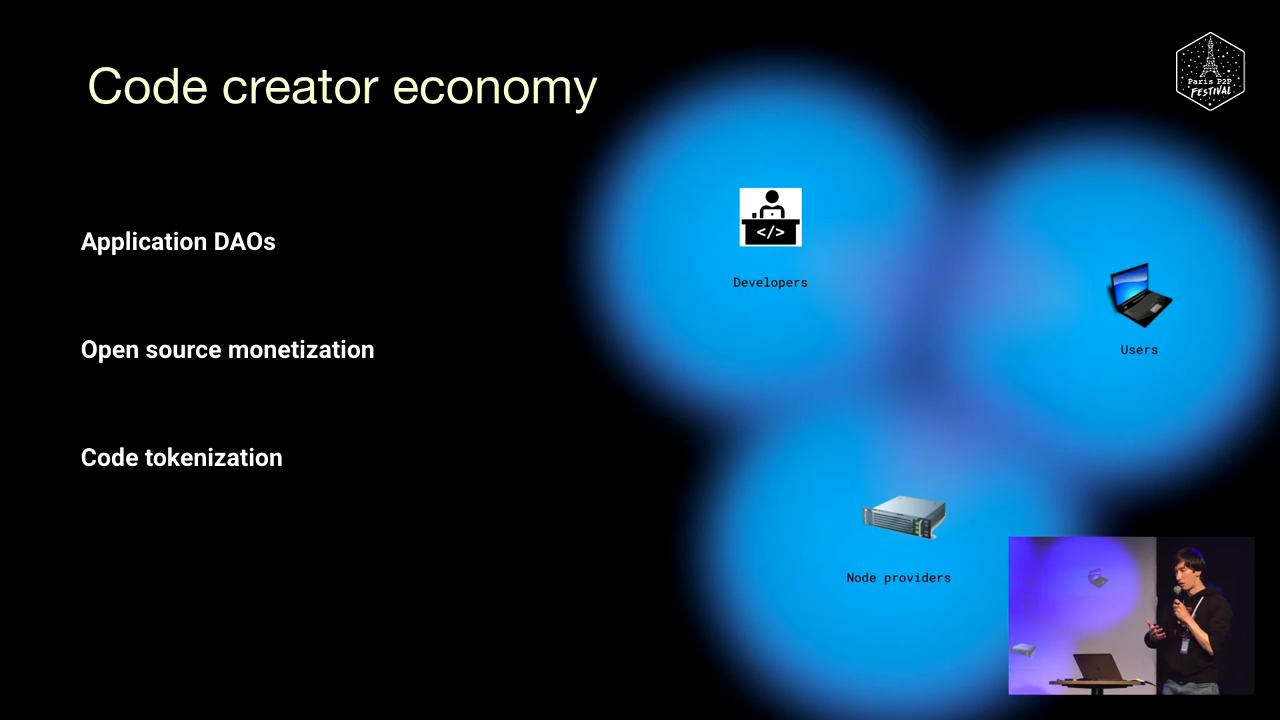 Code creator economy
Paris P2P
FESTIVAL
Application DAOs
</>
Developers
Open source monetization
Users
Code tokenization
Node providers